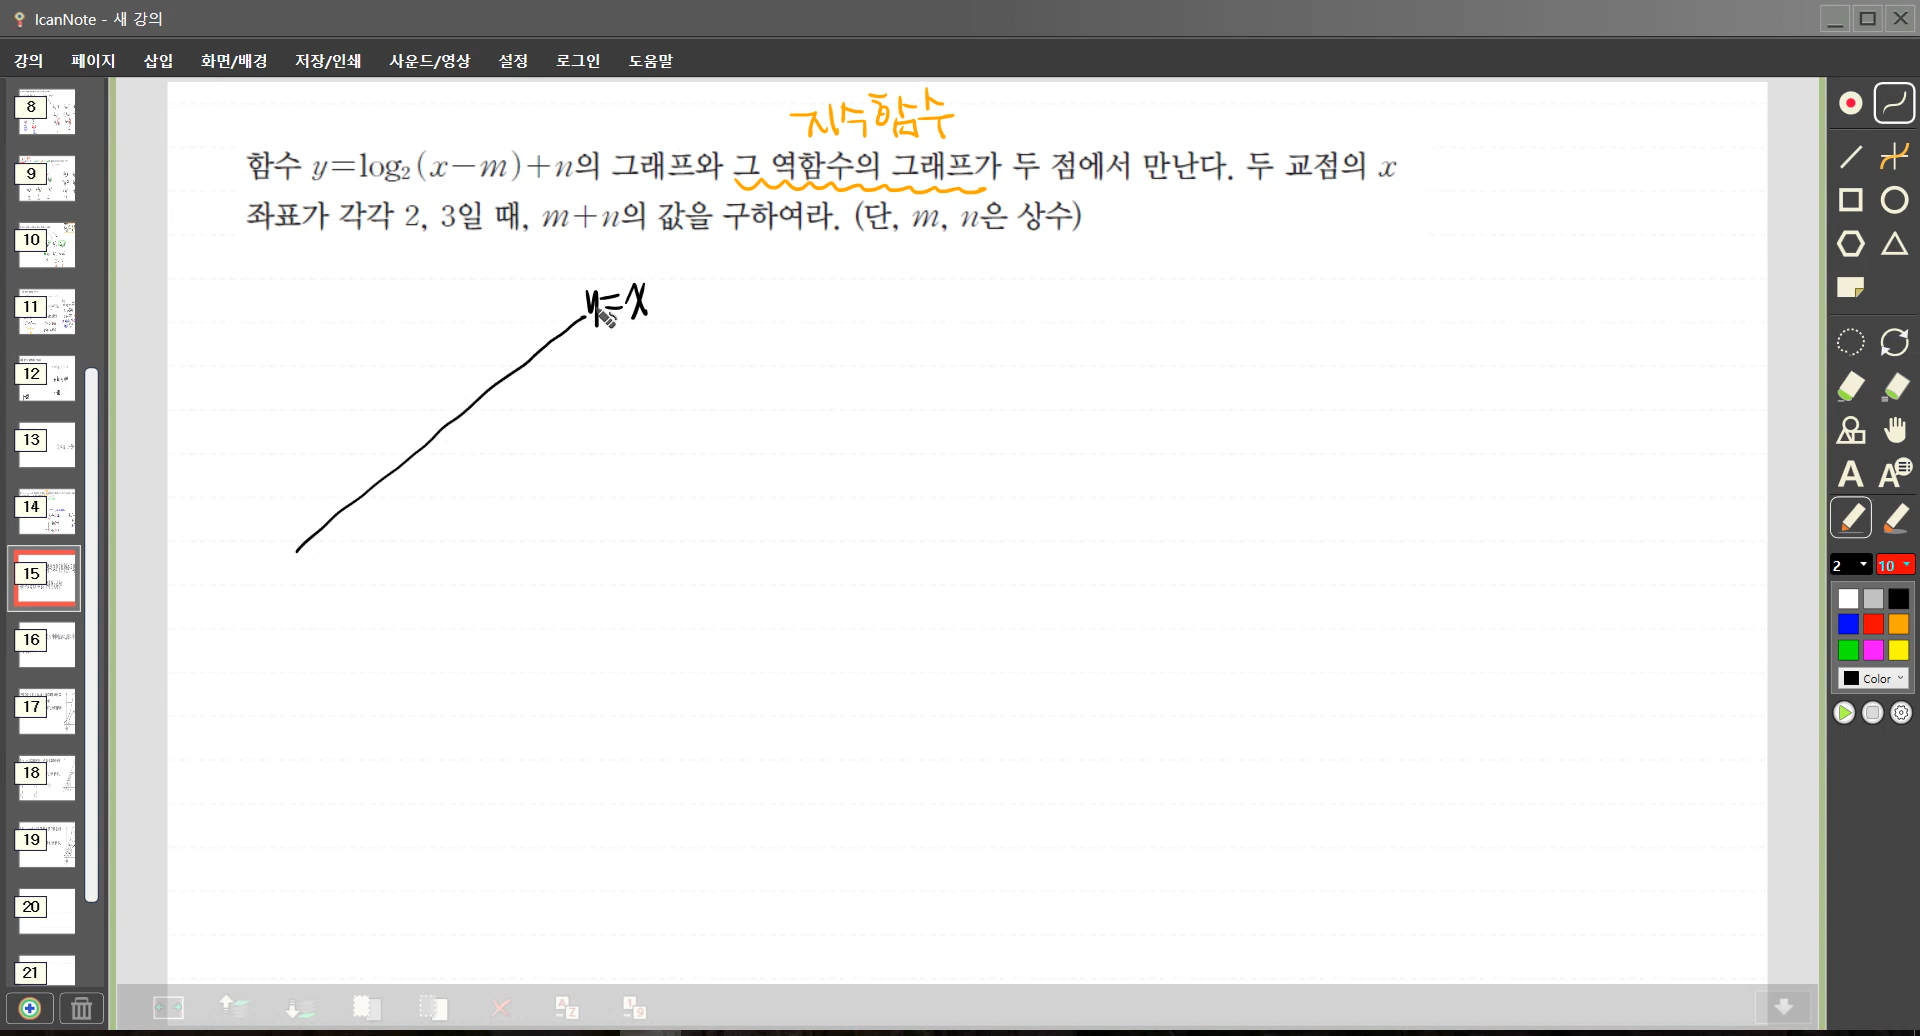 IcanNote - 새 강의
강의 페이지 삽입 화면/배경 저장/인쇄 사운드/영상 설정 로그인 도움말
지수함수
함수 y=log₂(x−m)+n의 그래프와 그 역함수의 그래프가 두 점에서 만난다. 두 교점의 x
좌표가 각각 2, 3일 때, m+n의 값을 구하여라. (단, m, n은 상수)
y=x
8
9
10
11
12
13
14
15
16
17
18
19
20
21
A A
2 10
Color